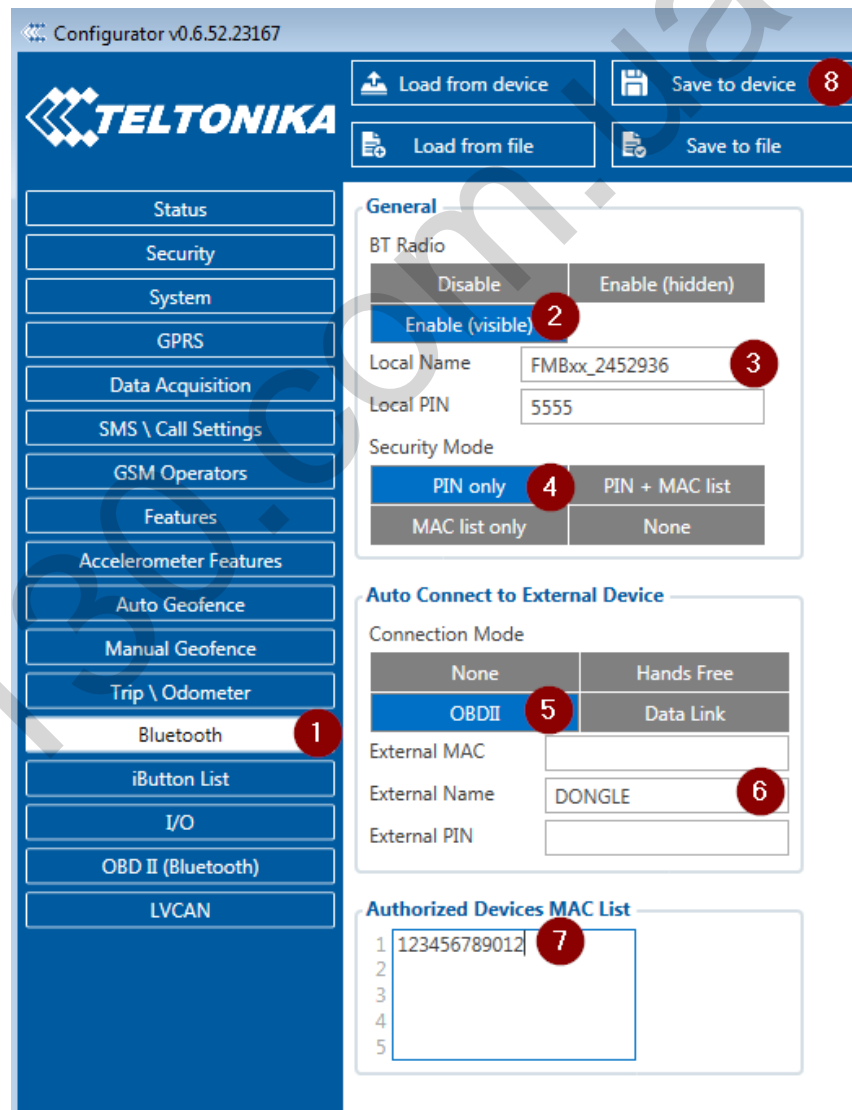 Configurator v0.6.52.23167
TELTONIKA
Load from device
Save to device 8
Load from file
Save to file
Status
Security
System
GPRS
Data Acquisition
SMS \ Call Settings
GSM Operators
Features
Accelerometer Features
Auto Geofence
Manual Geofence
Trip \ Odometer
Bluetooth 1
iButton List
I/O
OBD II (Bluetooth)
LVCAN
General
BT Radio
Disable Enable (hidden)
Enable (visible) 2
Local Name FMBxx_2452936 3
Local PIN 5555
Security Mode
PIN only 4 PIN + MAC list
MAC list only None
Auto Connect to External Device
Connection Mode
None Hands Free
OBDII 5 Data Link
External MAC
External Name DONGLE 6
External PIN
Authorized Devices MAC List
1 123456789012 7
2
3
4
5
130.com.ua